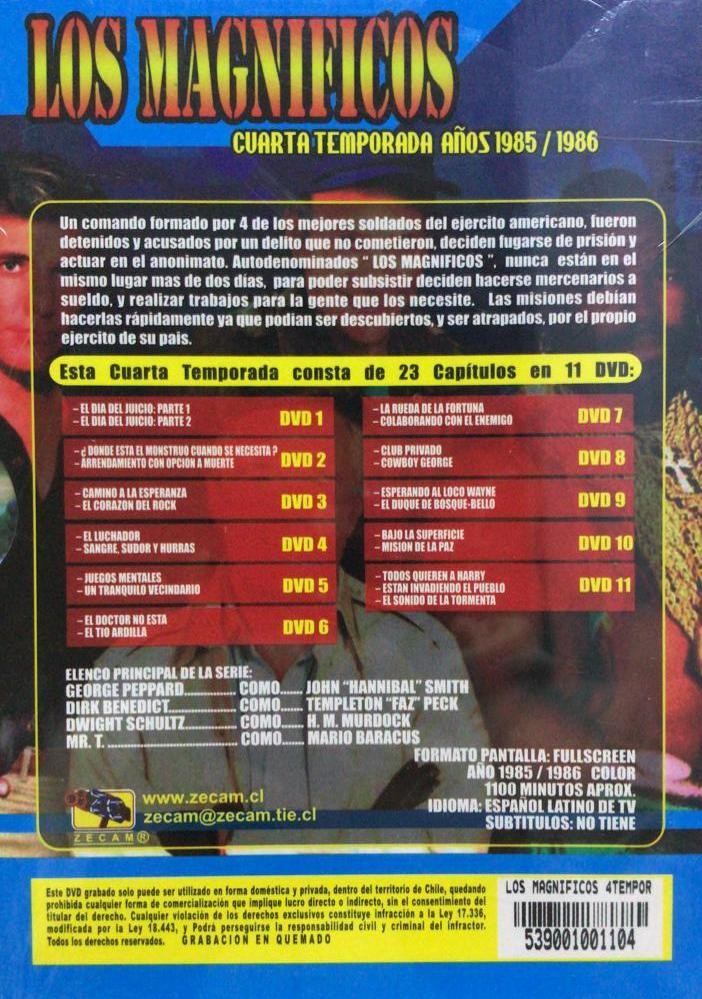 LOS MAGNIFICOS
CUARTA TEMPORADA AÑOS 1985 / 1986
Un comando formado por 4 de los mejores soldados del ejercito americano, fueron
detenidos y acusados por un delito que no cometieron, deciden fugarse de prisión y
actuar en el anonimato. Autodenominados “ LOS MAGNIFICOS ”, nunca están en el
mismo lugar mas de dos días, para poder subsistir deciden hacerse mercenarios a
sueldo, y realizar trabajos para la gente que los necesite. Las misiones debían
hacerlas rápidamente ya que podian ser descubiertos, y ser atrapados, por el propio
ejercito de su pais.
Esta Cuarta Temporada consta de 23 Capítulos en 11 DVD:
- EL DIA DEL JUICIO: PARTE 1
- EL DIA DEL JUICIO: PARTE 2
DVD 1
- ¿ DONDE ESTA EL MONSTRUO CUANDO SE NECESITA ?
- ARRENDAMIENTO CON OPCION A MUERTE
DVD 2
- CAMINO A LA ESPERANZA
- EL CORAZON DEL ROCK
DVD 3
- EL LUCHADOR
- SANGRE, SUDOR Y HURRAS
DVD 4
- JUEGOS MENTALES
- UN TRANQUILO VECINDARIO
DVD 5
- EL DOCTOR NO ESTA
- EL TIO ARDILLA
DVD 6
- LA RUEDA DE LA FORTUNA
- COLABORANDO CON EL ENEMIGO
DVD 7
- CLUB PRIVADO
- COWBOY GEORGE
DVD 8
- ESPERANDO AL LOCO WAYNE
- EL DUQUE DE BOSQUE-BELLO
DVD 9
- BAJO LA SUPERFICIE
- MISION DE LA PAZ
DVD 10
- TODOS QUIEREN A HARRY
- ESTAN INVADIENDO EL PUEBLO
- EL SONIDO DE LA TORMENTA
DVD 11
ELENCO PRINCIPAL DE LA SERIE:
GEORGE PEPPARD............... COMO...... JOHN “HANNIBAL” SMITH
DIRK BENEDICT................... COMO...... TEMPLETON “FAZ” PECK
DWIGHT SCHULTZ............... COMO...... H. M. MURDOCK
MR. T. ................................ COMO...... MARIO BARACUS
FORMATO PANTALLA: FULLSCREEN
AÑO 1985 / 1986 COLOR
1100 MINUTOS APROX.
IDIOMA: ESPAÑOL LATINO DE TV
SUBTITULOS: NO TIENE
www.zecam.cl
zecam@zecam.tie.cl
ZECAM®
Este DVD grabado solo puede ser utilizado en forma doméstica y privada, dentro del territorio de Chile, quedando
prohibida cualquier forma de comercialización que implique lucro directo o indirecto, sin el consentimiento del
titular del derecho. Cualquier violación de los derechos exclusivos constituye infracción a la Ley 17.336,
modificada por la Ley 18.443, y Podrá perseguirse la responsabilidad civil y criminal del infractor.
Todos los derechos reservados. GRABACION EN QUEMADO
LOS MAGNIFICOS 4TEMPOR
539001001104